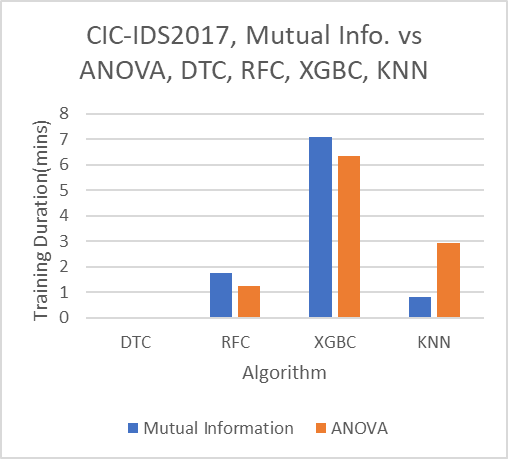 CIC-IDS2017, Mutual Info. vs
ANOVA, DTC, RFC, XGBC, KNN
Training Duration(mins)
8
7
6
5
4
3
2
1
0
DTC RFC XGBC KNN
Algorithm
Mutual Information ANOVA